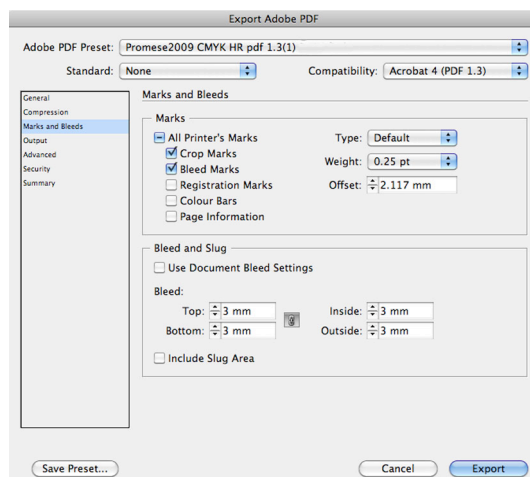 Export Adobe PDF
Adobe PDF Preset: Promese2009 CMYK HR pdf 1.3(1)
Standard: None Compatibility: Acrobat 4 (PDF 1.3)
General
Compression
Marks and Bleeds
Output
Advanced
Security
Summary
Marks and Bleeds
Marks
All Printer's Marks Type: Default
Crop Marks
Bleed Marks Weight: 0.25 pt
Registration Marks Offset: 2.117 mm
Colour Bars
Page Information
Bleed and Slug
Use Document Bleed Settings
Bleed:
Top: 3 mm Inside: 3 mm
Bottom: 3 mm Outside: 3 mm
Include Slug Area
Save Preset... Cancel Export